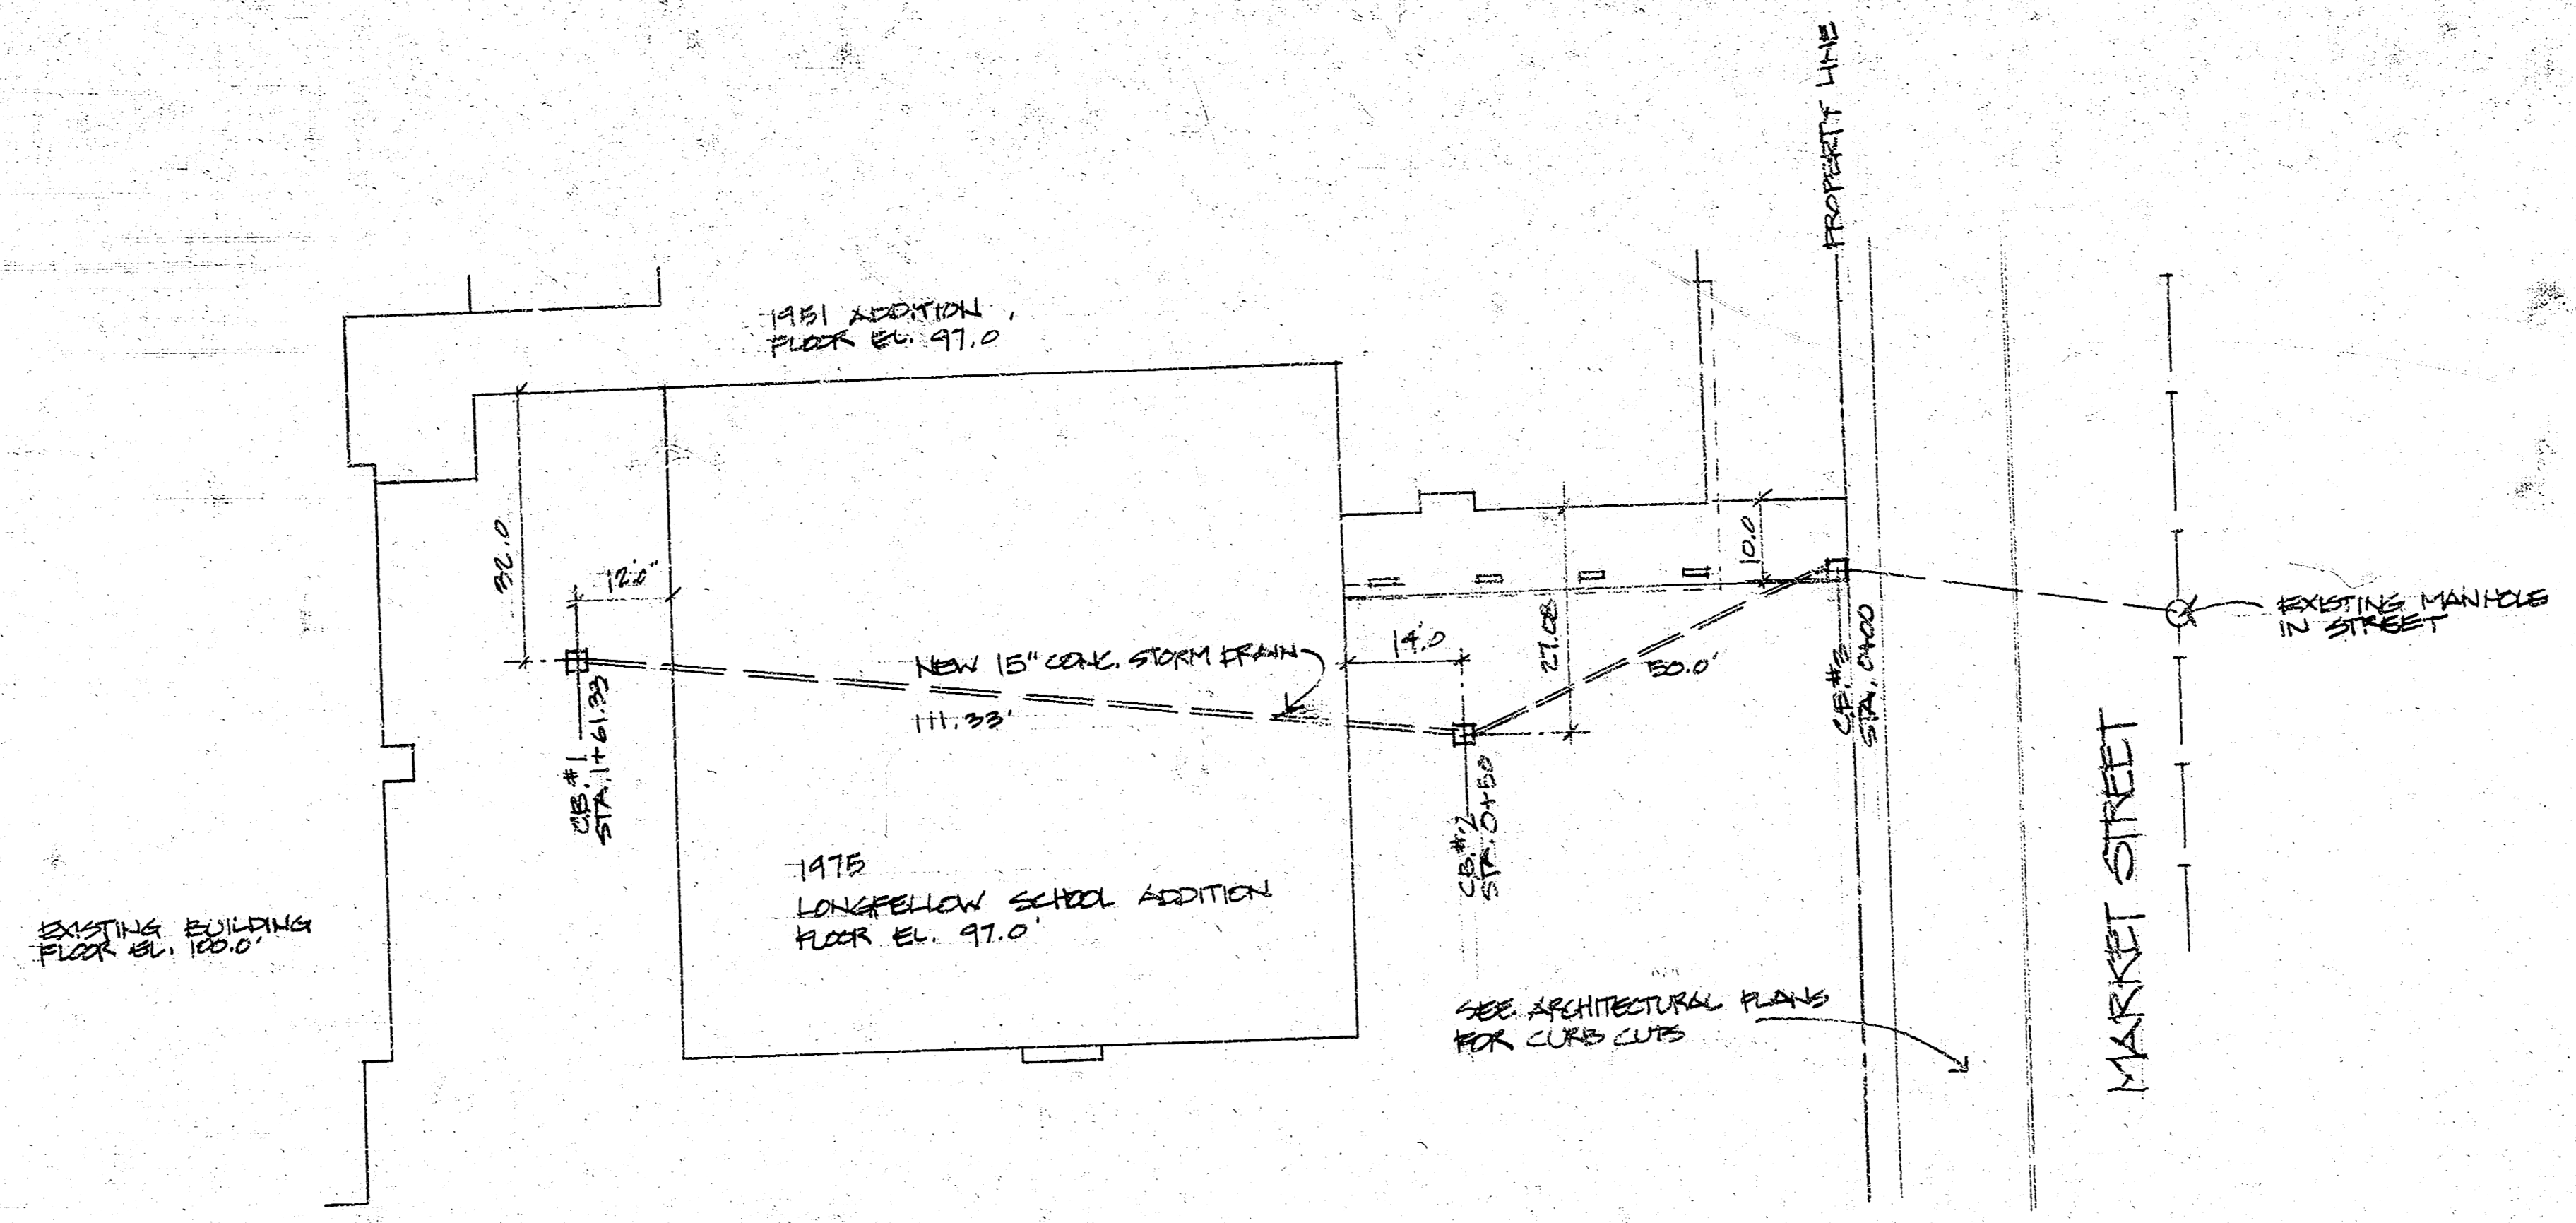 PROPERTY LINE
1951 ADDITION
FLOOR EL. 97.0
32.0
12'0"
10.0
NEW 15" CONC. STORM DRAIN
111.33'
14'.0
27.08
50.0'
EXISTING MANHOLE
IN STREET
C.B. #1
STA. 1+61.33
C.B. #2
STA. 0+50
C.B. #3
STA. 0+00
MARKET STREET
1975
LONGFELLOW SCHOOL ADDITION
FLOOR EL. 97.0'
EXISTING BUILDING
FLOOR EL. 100.0'
SEE ARCHITECTURAL PLANS
FOR CURB CUTS